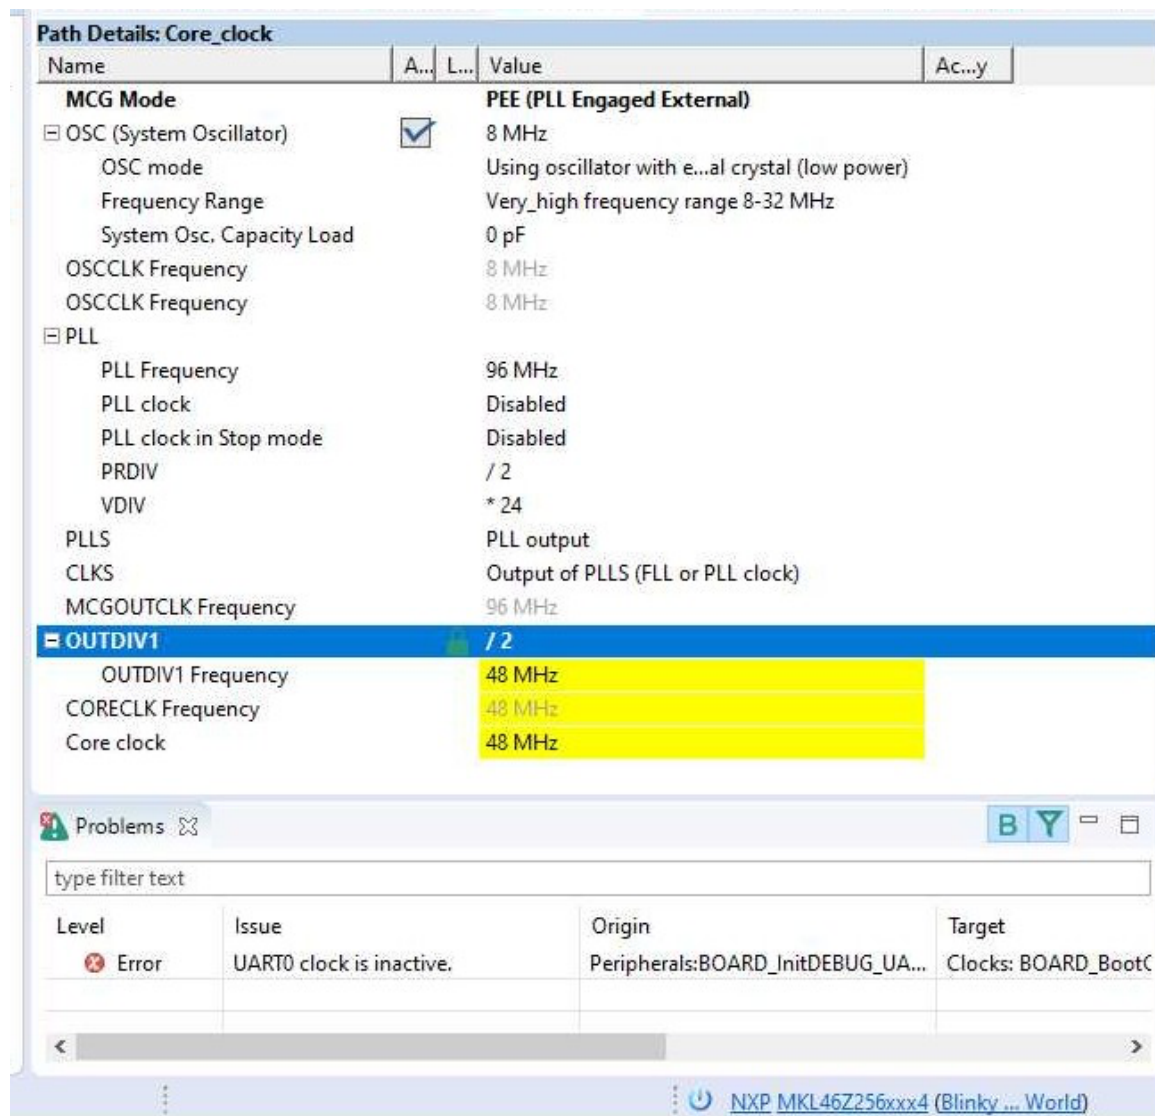 Path Details: Core_clock
Name A... L... Value Ac...y
MCG Mode PEE (PLL Engaged External)
OSC (System Oscillator) 8 MHz
OSC mode Using oscillator with e...al crystal (low power)
Frequency Range Very_high frequency range 8-32 MHz
System Osc. Capacity Load 0 pF
OSCCLK Frequency 8 MHz
OSCCLK Frequency 8 MHz
PLL
PLL Frequency 96 MHz
PLL clock Disabled
PLL clock in Stop mode Disabled
PRDIV / 2
VDIV * 24
PLLS PLL output
CLKS Output of PLLS (FLL or PLL clock)
MCGOUTCLK Frequency 96 MHz
OUTDIV1 / 2
OUTDIV1 Frequency 48 MHz
CORECLK Frequency 48 MHz
Core clock 48 MHz
Problems
B
type filter text
Level Issue Origin Target
Error UART0 clock is inactive. Peripherals:BOARD_InitDEBUG_UA... Clocks: BOARD_BootC
NXP MKL46Z256xxx4 (Blinky ... World)